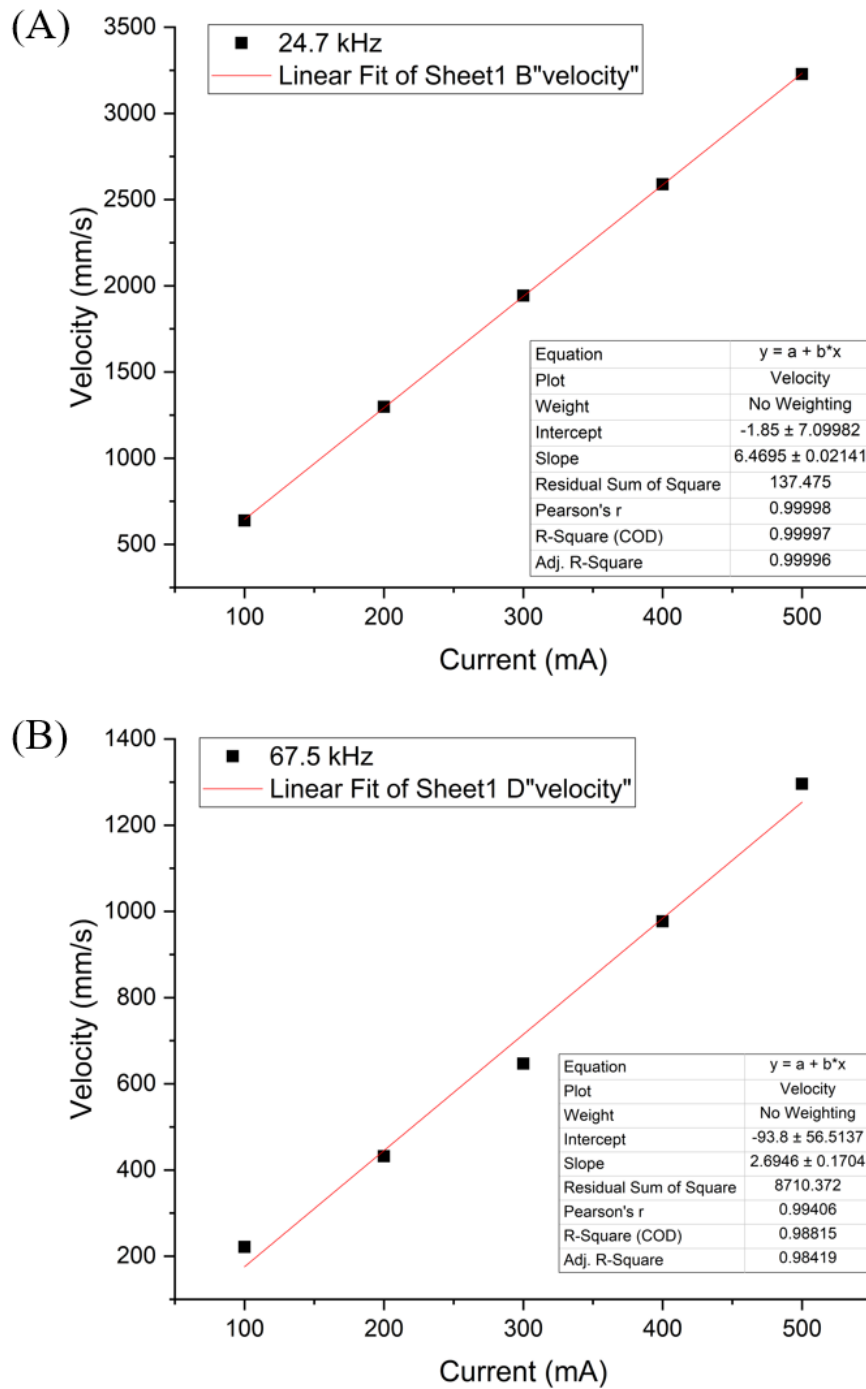 (A)
3500
3000
2500
2000
1500
1000
500
Velocity (mm/s)
24.7 kHz
Linear Fit of Sheet1 B"velocity"
Equation y = a + b*x
Plot Velocity
Weight No Weighting
Intercept -1.85 ± 7.09982
Slope 6.4695 ± 0.02141
Residual Sum of Square 137.475
Pearson's r 0.99998
R-Square (COD) 0.99997
Adj. R-Square 0.99996
100 200 300 400 500
Current (mA)
(B)
1400
1200
1000
800
600
400
200
Velocity (mm/s)
67.5 kHz
Linear Fit of Sheet1 D"velocity"
Equation y = a + b*x
Plot Velocity
Weight No Weighting
Intercept -93.8 ± 56.5137
Slope 2.6946 ± 0.1704
Residual Sum of Square 8710.372
Pearson's r 0.99406
R-Square (COD) 0.98815
Adj. R-Square 0.98419
100 200 300 400 500
Current (mA)